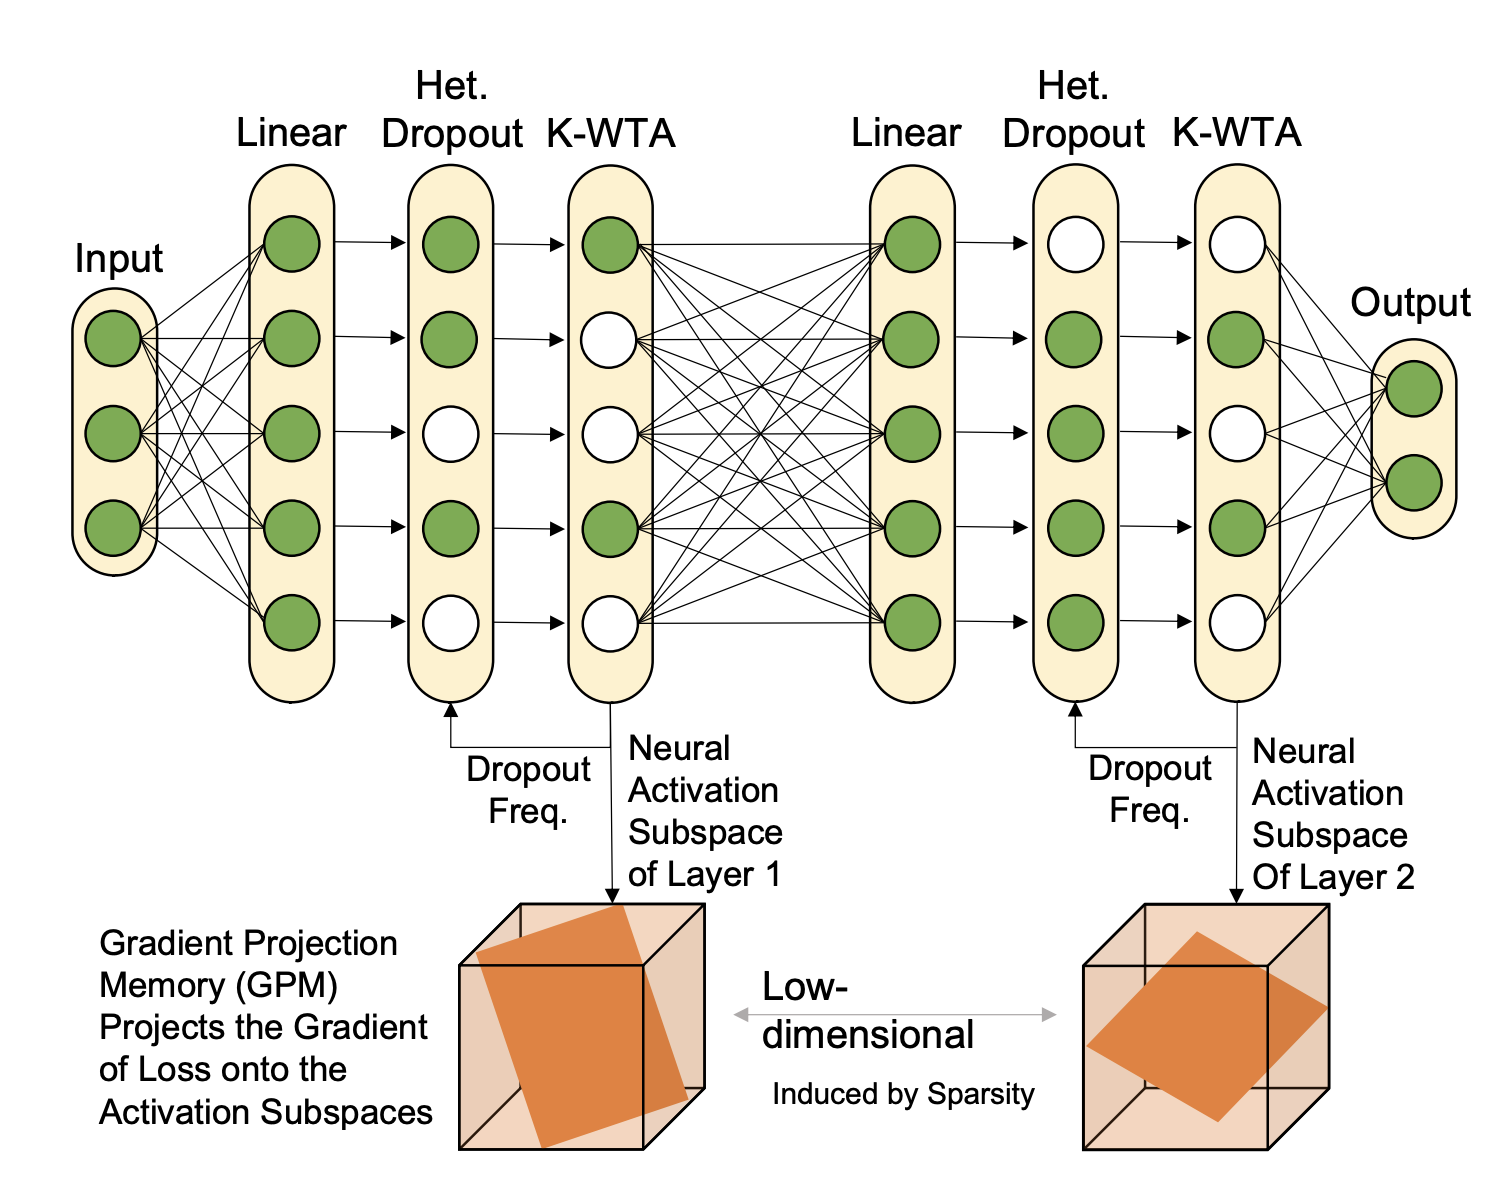 Input
Linear
Het.
Dropout
K-WTA
Linear
Het.
Dropout
K-WTA
Output
Dropout
Freq.
Neural
Activation
Subspace
of Layer 1
Dropout
Freq.
Neural
Activation
Subspace
Of Layer 2
Gradient Projection
Memory (GPM)
Projects the Gradient
of Loss onto the
Activation Subspaces
Low-
dimensional
Induced by Sparsity